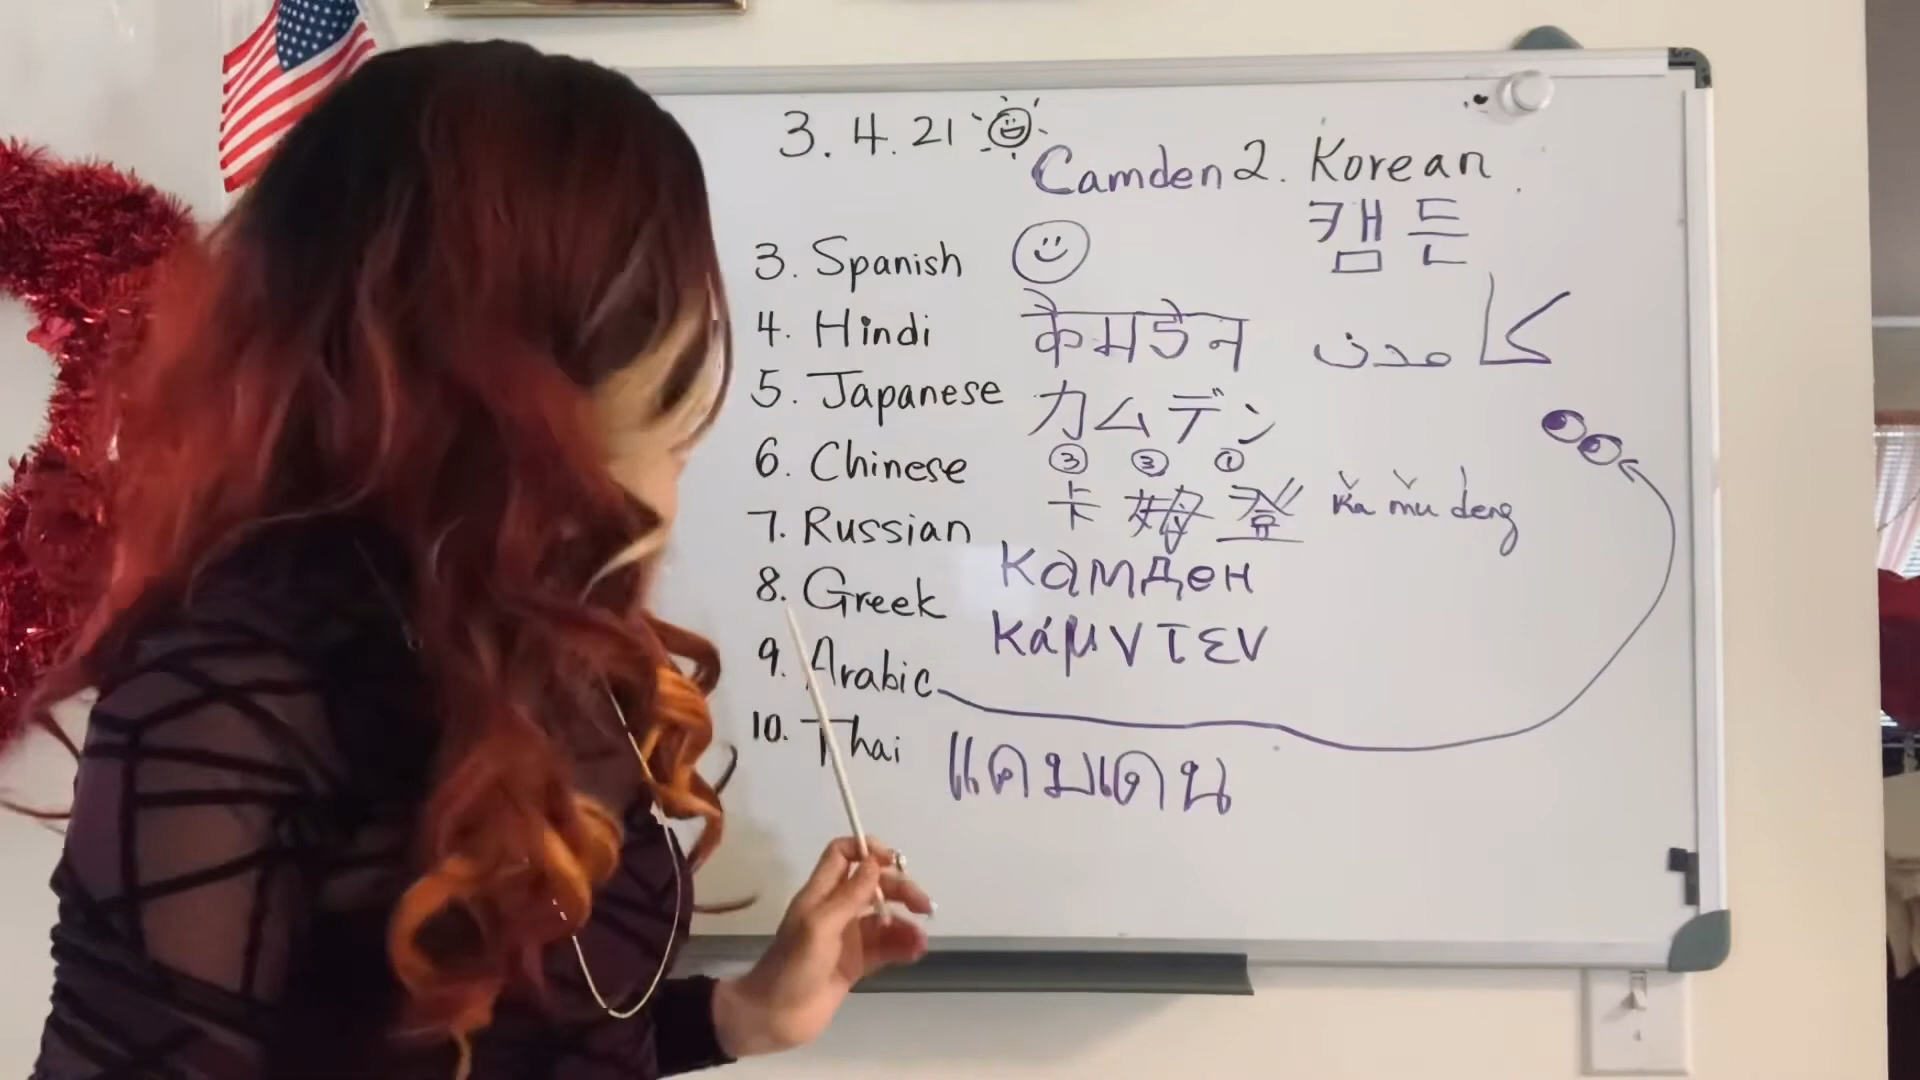 3.4.21
Camden 2. Korean
캠든
3. Spanish
4. Hindi केमडेन كامدن
5. Japanese カムデン
③ ③ ①
6. Chinese 卡姆登 kǎ mǔ dēng
7. Russian Камден
8. Greek κάμντεν
9. Arabic
10. Thai แคมเดน